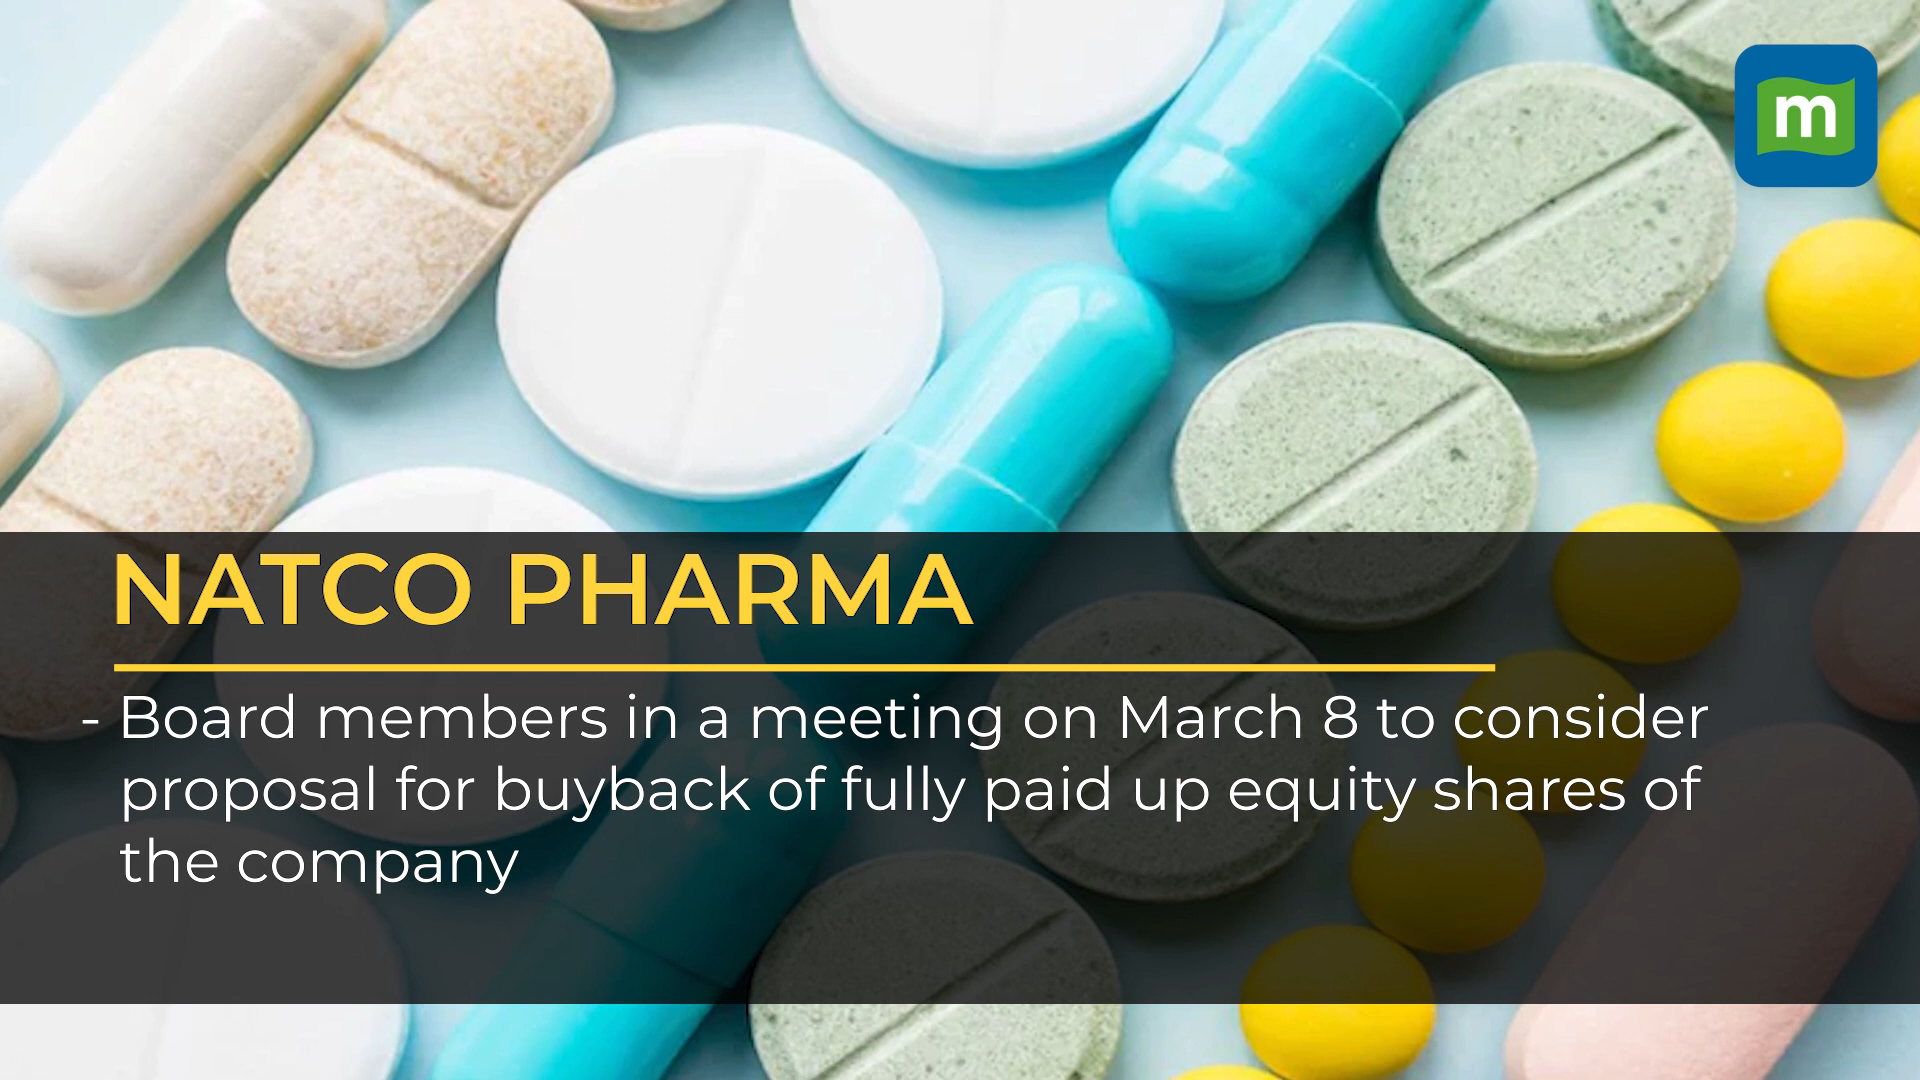 m
NATCO PHARMA
- Board members in a meeting on March 8 to consider
proposal for buyback of fully paid up equity shares of
the company